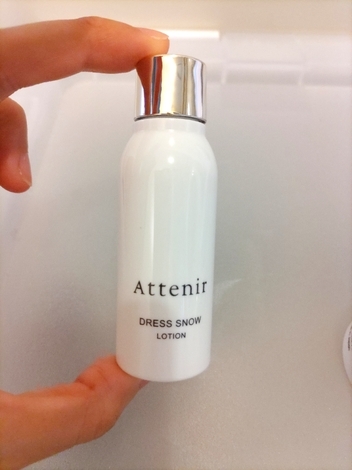 Attenir
DRESS SNOW
LOTION